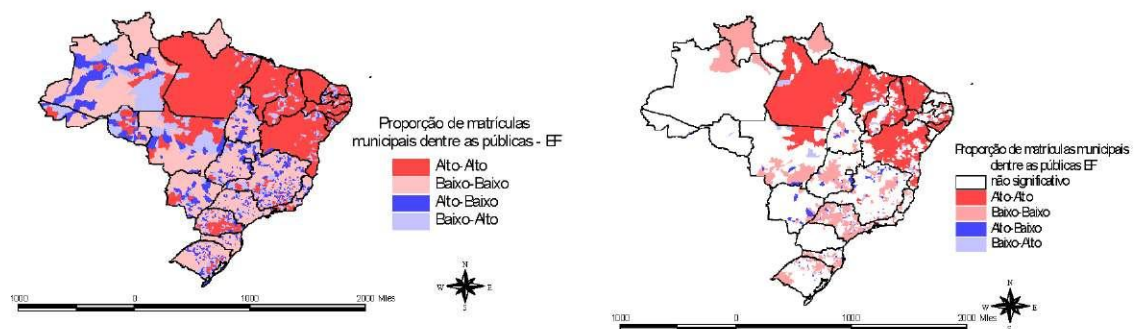 Proporção de matrículas
municipais dentre as públicas - EF
Alto-Alto
Baixo-Baixo
Alto-Baixo
Baixo-Alto
N
W E
S
1000 0 1000 2000 Miles
Proporção de matrículas municipais
dentre as públicas EF
não significativo
Alto-Alto
Baixo-Baixo
Alto-Baixo
Baixo-Alto
N
W E
1000 0 1000 2000 Miles